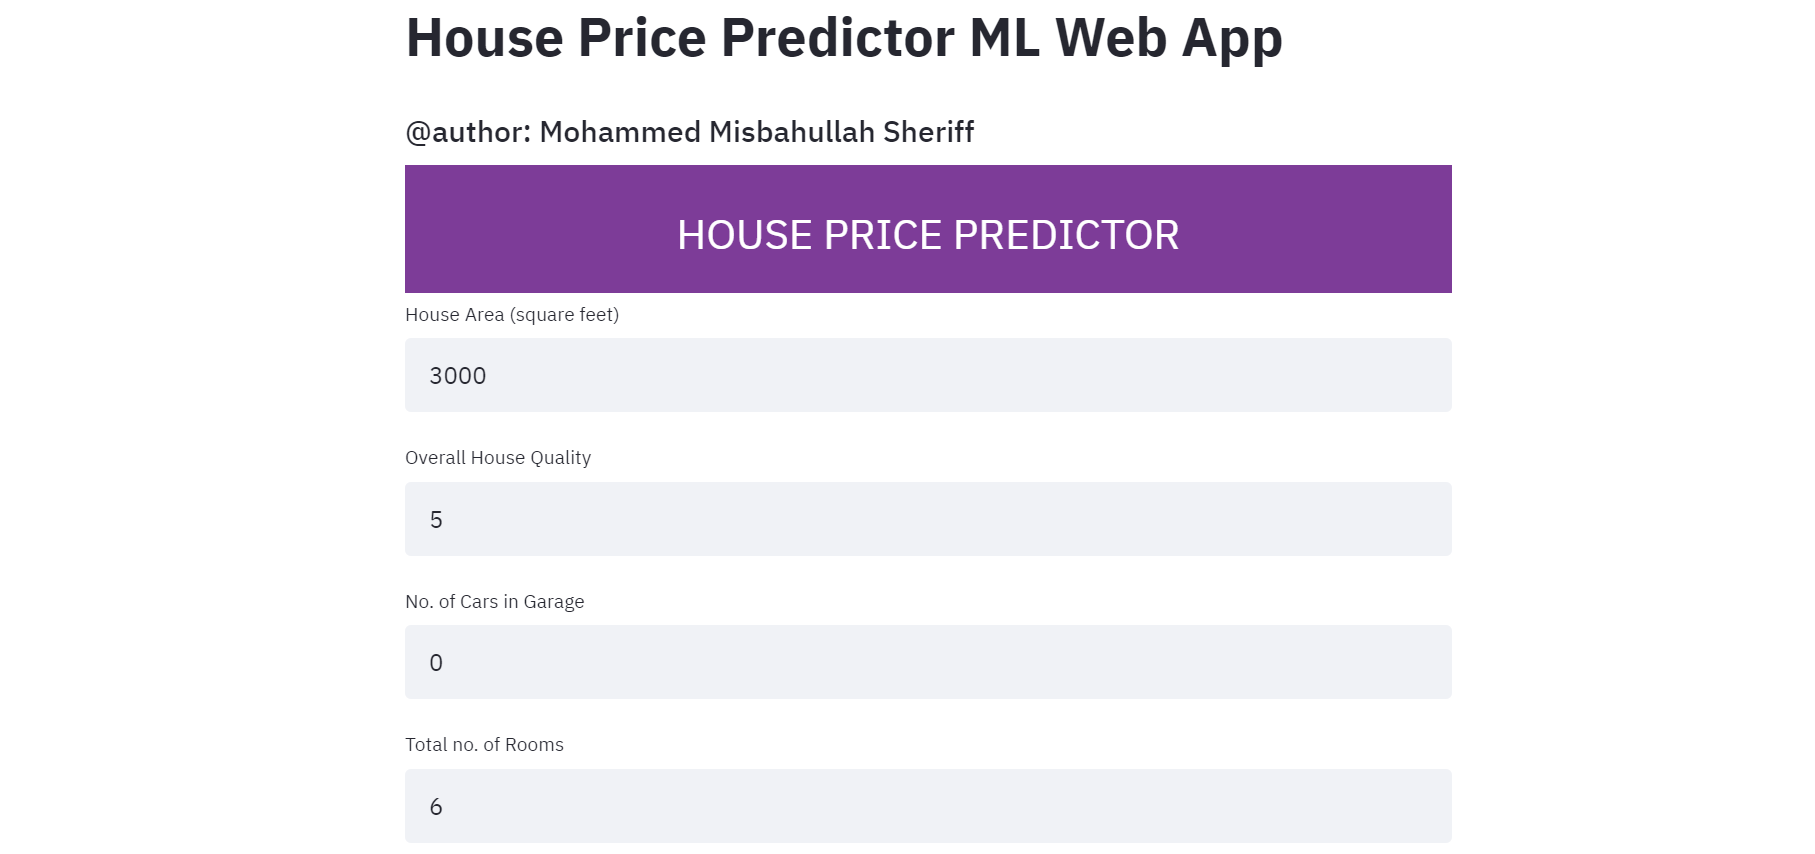 House Price Predictor ML Web App
@author: Mohammed Misbahullah Sheriff
HOUSE PRICE PREDICTOR
House Area (square feet)
3000
Overall House Quality
5
No. of Cars in Garage
0
Total no. of Rooms
6